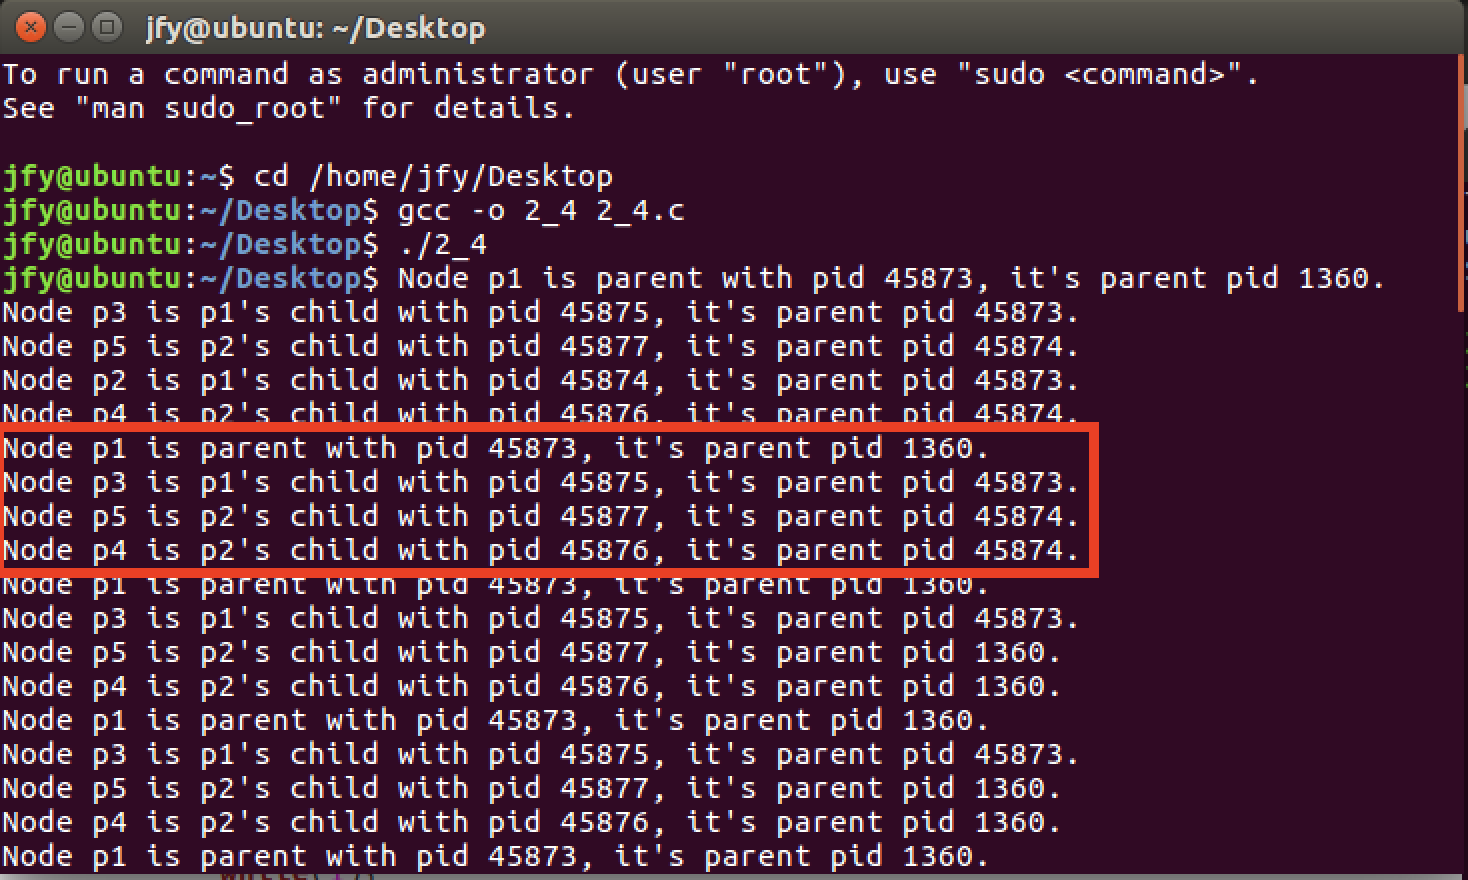 jfy@ubuntu: ~/Desktop
To run a command as administrator (user "root"), use "sudo <command>".
See "man sudo_root" for details.
jfy@ubuntu:~$ cd /home/jfy/Desktop
jfy@ubuntu:~/Desktop$ gcc -o 2_4 2_4.c
jfy@ubuntu:~/Desktop$ ./2_4
jfy@ubuntu:~/Desktop$ Node p1 is parent with pid 45873, it's parent pid 1360.
Node p3 is p1's child with pid 45875, it's parent pid 45873.
Node p5 is p2's child with pid 45877, it's parent pid 45874.
Node p2 is p1's child with pid 45874, it's parent pid 45873.
Node p4 is p2's child with pid 45876, it's parent pid 45874.
Node p1 is parent with pid 45873, it's parent pid 1360.
Node p3 is p1's child with pid 45875, it's parent pid 45873.
Node p5 is p2's child with pid 45877, it's parent pid 45874.
Node p4 is p2's child with pid 45876, it's parent pid 45874.
Node p1 is parent with pid 45873, it's parent pid 1360.
Node p3 is p1's child with pid 45875, it's parent pid 45873.
Node p5 is p2's child with pid 45877, it's parent pid 1360.
Node p4 is p2's child with pid 45876, it's parent pid 1360.
Node p1 is parent with pid 45873, it's parent pid 1360.
Node p3 is p1's child with pid 45875, it's parent pid 45873.
Node p5 is p2's child with pid 45877, it's parent pid 1360.
Node p4 is p2's child with pid 45876, it's parent pid 1360.
Node p1 is parent with pid 45873, it's parent pid 1360.